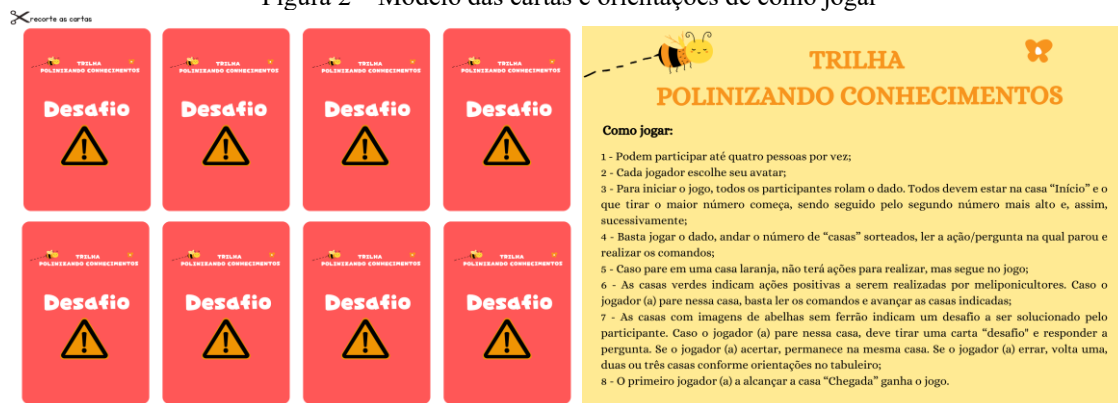 Figura 2 – Modelo das cartas e orientações de como jogar
recorte as cartas
TRILHA
POLINIZANDO CONHECIMENTOS
Desafio
TRILHA
POLINIZANDO CONHECIMENTOS
Desafio
TRILHA
POLINIZANDO CONHECIMENTOS
Desafio
TRILHA
POLINIZANDO CONHECIMENTOS
Desafio
TRILHA
POLINIZANDO CONHECIMENTOS
Desafio
TRILHA
POLINIZANDO CONHECIMENTOS
Desafio
TRILHA
POLINIZANDO CONHECIMENTOS
Desafio
TRILHA
POLINIZANDO CONHECIMENTOS
Desafio
TRILHA
POLINIZANDO CONHECIMENTOS
Como jogar:
1 - Podem participar até quatro pessoas por vez;
2 - Cada jogador escolhe seu avatar;
3 - Para iniciar o jogo, todos os participantes rolam o dado. Todos devem estar na casa “Início” e o
que tirar o maior número começa, sendo seguido pelo segundo número mais alto e, assim,
sucessivamente;
4 - Basta jogar o dado, andar o número de “casas” sorteados, ler a ação/pergunta na qual parou e
realizar os comandos;
5 - Caso pare em uma casa laranja, não terá ações para realizar, mas segue no jogo;
6 - As casas verdes indicam ações positivas a serem realizadas por meliponicultores. Caso o
jogador (a) pare nessa casa, basta ler os comandos e avançar as casas indicadas;
7 - As casas com imagens de abelhas sem ferrão indicam um desafio a ser solucionado pelo
participante. Caso o jogador (a) pare nessa casa, deve tirar uma carta “desafio" e responder a
pergunta. Se o jogador (a) acertar, permanece na mesma casa. Se o jogador (a) errar, volta uma,
duas ou três casas conforme orientações no tabuleiro;
8 - O primeiro jogador (a) a alcançar a casa “Chegada” ganha o jogo.